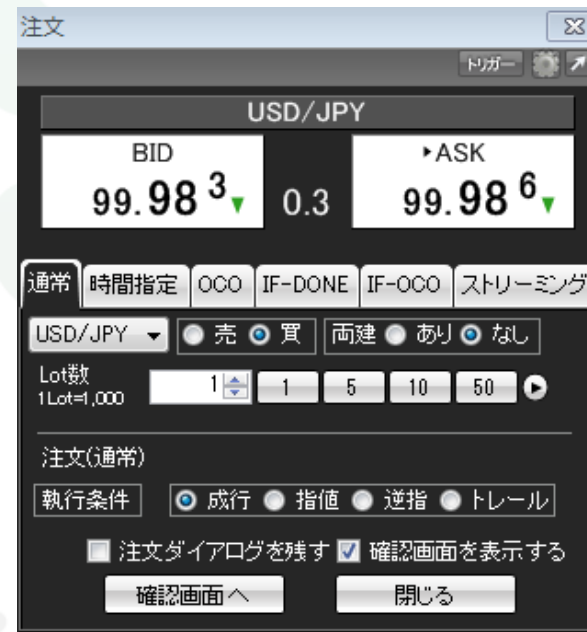 注文
トリガー
USD/JPY
BID
▸ASK
99.98 3▼
0.3
99.98 6▼
通常 時間指定 OCO IF-DONE IF-OCO ストリーミング
USD/JPY 売 買 両建 あり なし
Lot数
1Lot=1,000
1 1 5 10 50
注文(通常)
執行条件 成行 指値 逆指 トレール
注文ダイアログを残す 確認画面を表示する
確認画面へ 閉じる